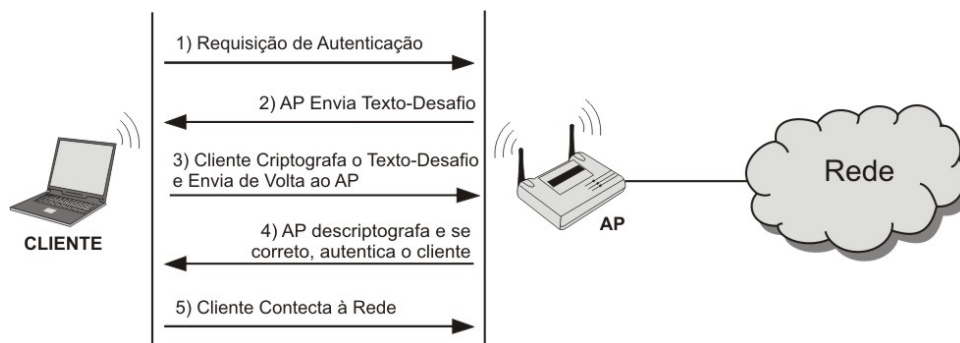 1) Requisição de Autenticação
2) AP Envia Texto-Desafio
3) Cliente Criptografa o Texto-Desafio
e Envia de Volta ao AP
4) AP descriptografa e se
correto, autentica o cliente
5) Cliente Contecta à Rede
CLIENTE
AP
Rede